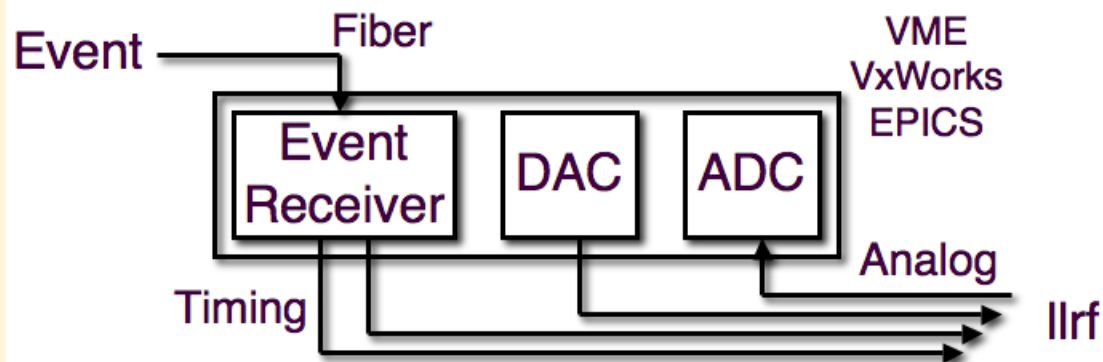 Event
Fiber
VME
VxWorks
EPICS
Event
Receiver
DAC
ADC
Timing
Analog
llrf